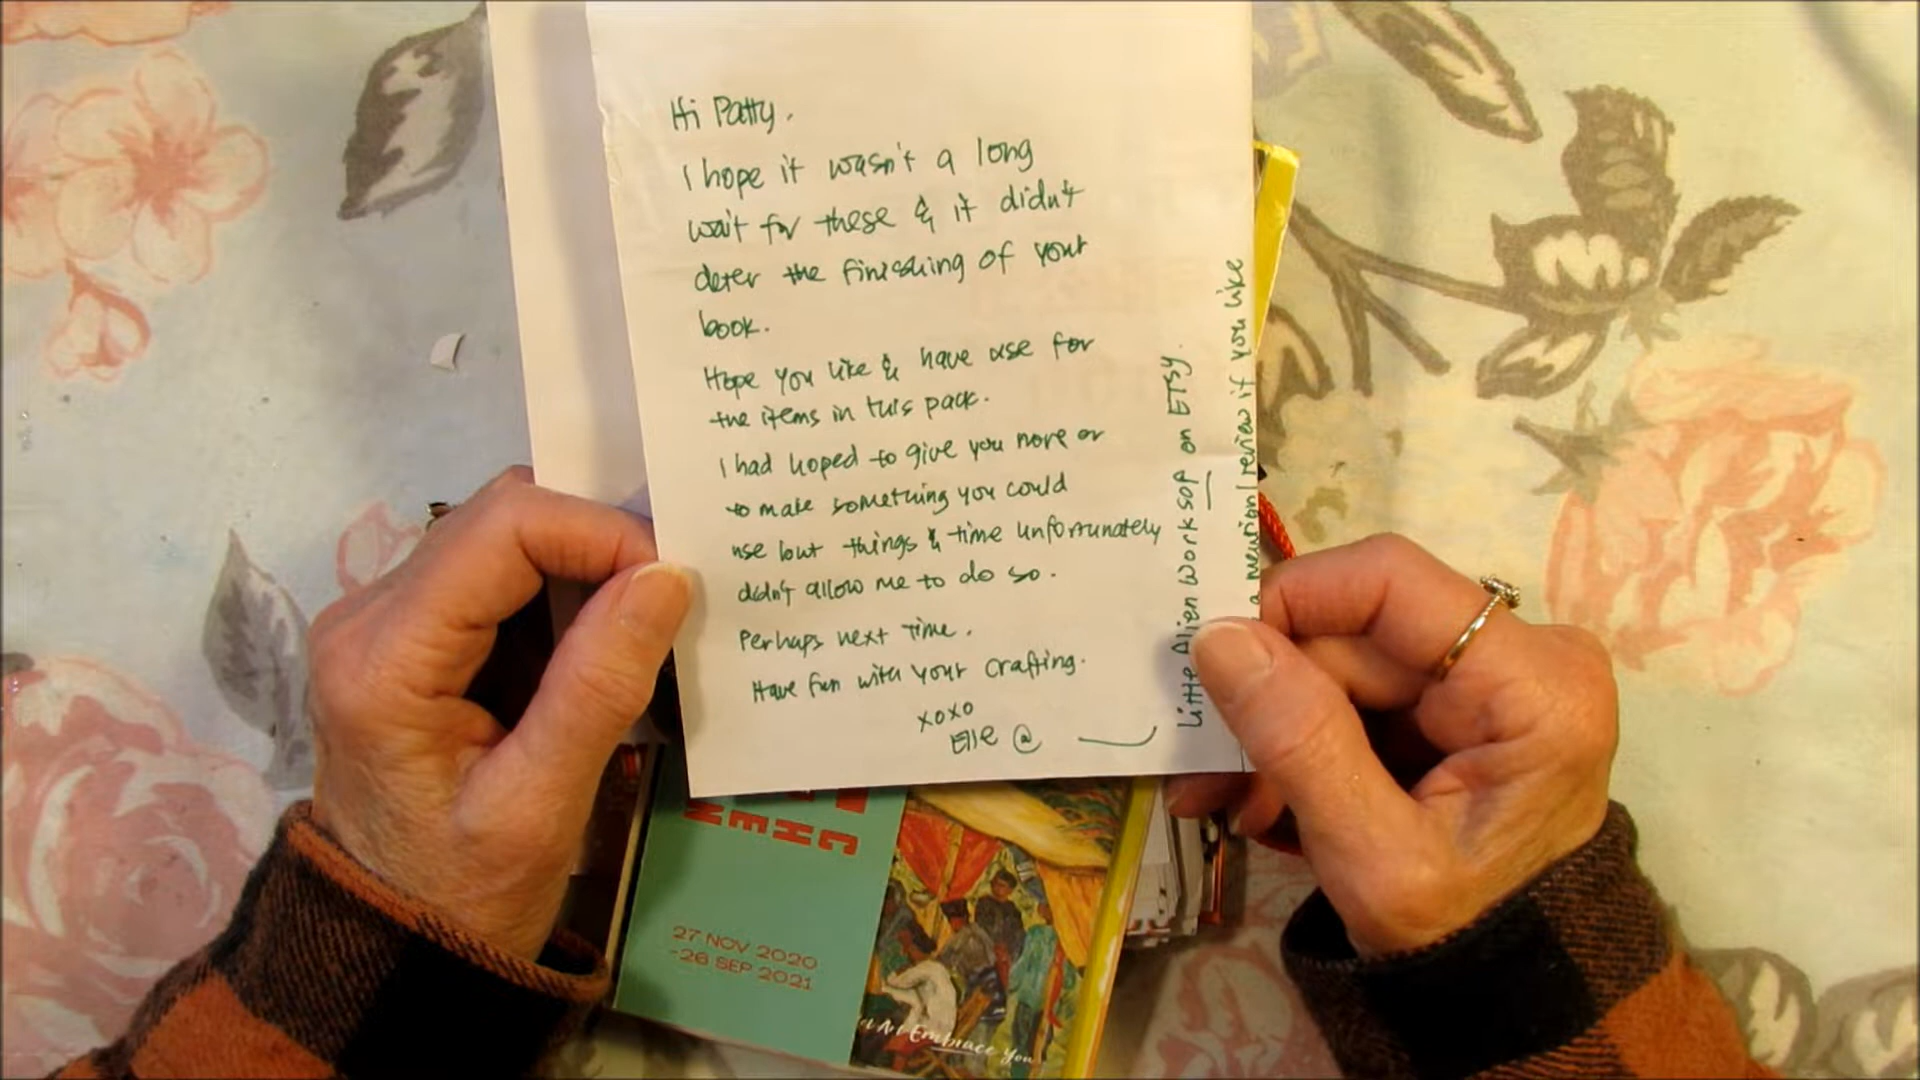 Hi Patty,
I hope it wasn't a long
wait for these & it didn't
deter the finishing of your
book.
Hope you like & have use for
the items in this pack.
I had hoped to give you more or
to make something you could
use but things & time unfortunately
didn't allow me to do so.
Perhaps next time.
Have fun with your crafting.
xoxo
Elle @
Little Alien Worksop on ETSY.
a mention/review if you like
27 NOV 2020
-26 SEP 2021
Art Embrace You